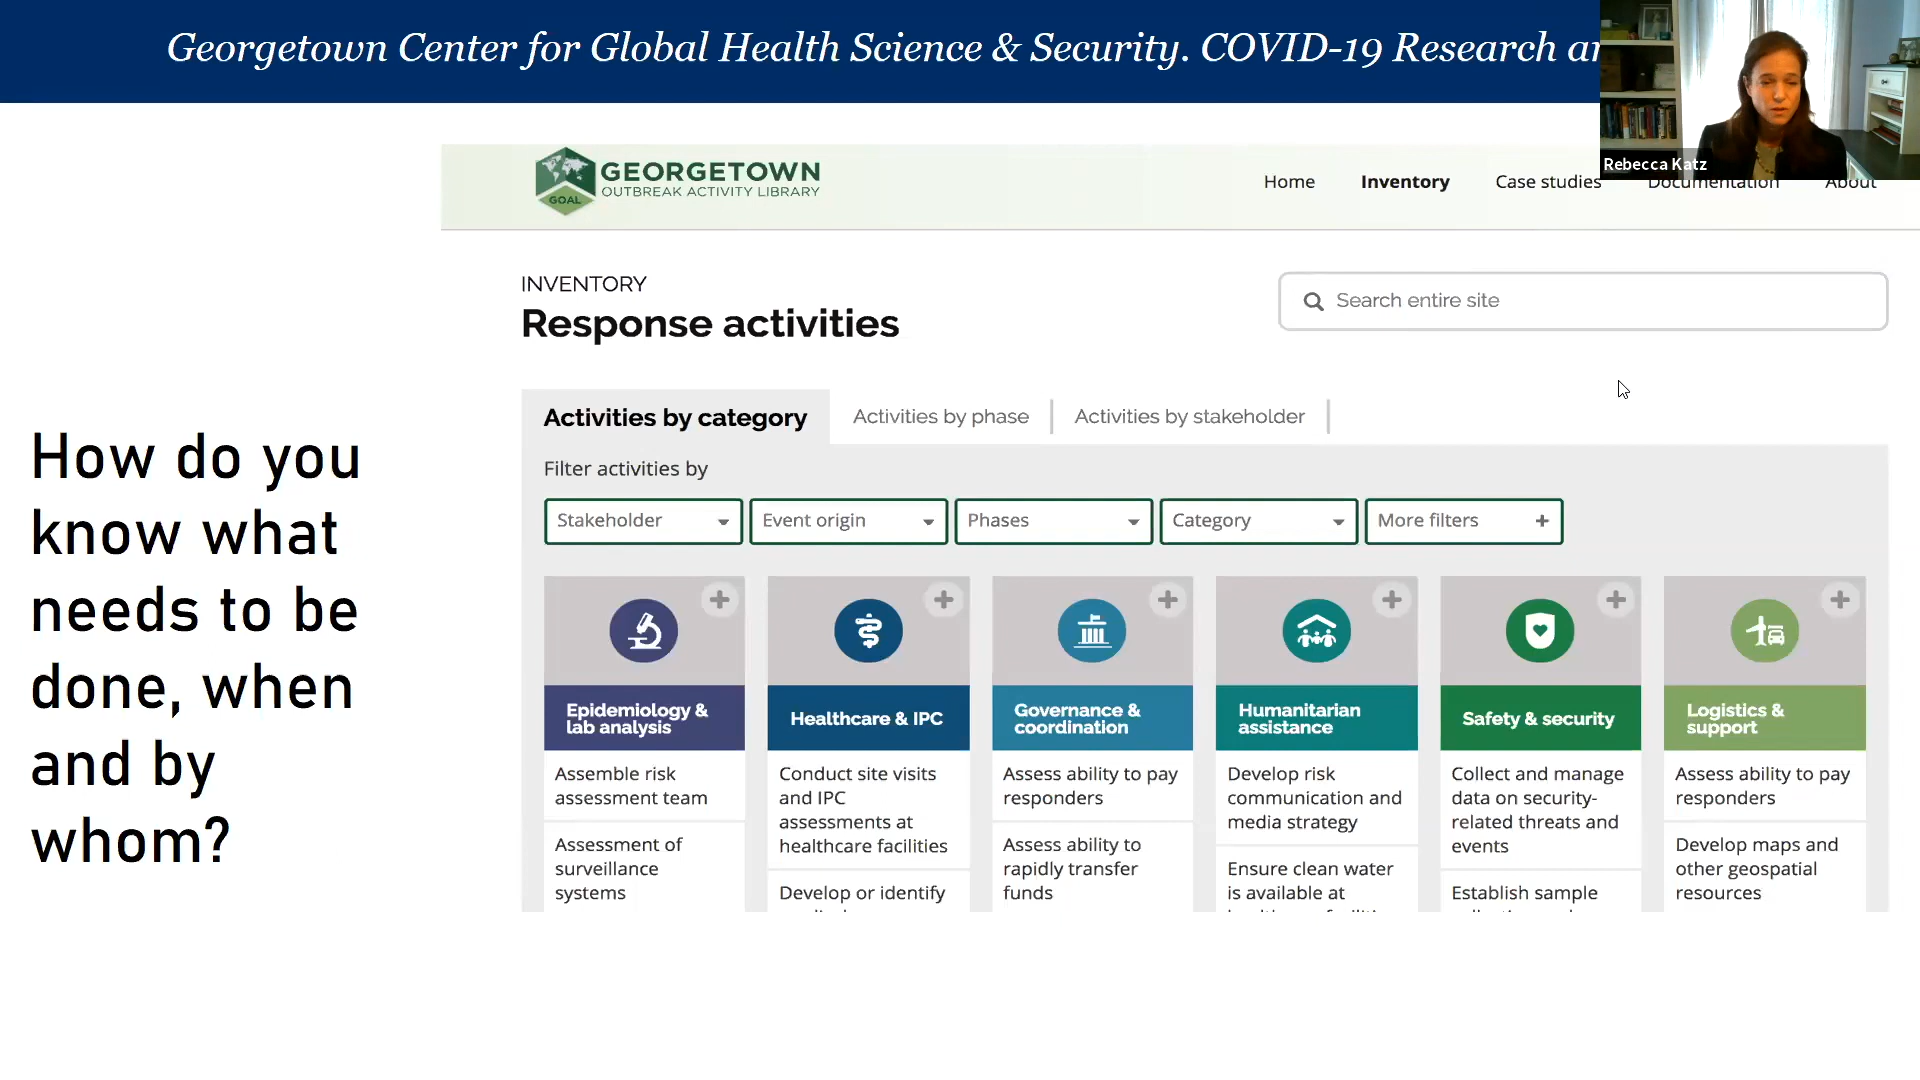 Georgetown Center for Global Health Science & Security. COVID-19 Research
Rebecca Katz
GEORGETOWN
OUTBREAK ACTIVITY LIBRARY
GOAL
Home
Inventory
Case studies
Documentation
About
INVENTORY
Response activities
Search entire site
Activities by category
Activities by phase
Activities by stakeholder
Filter activities by
Stakeholder
Event origin
Phases
Category
More filters
How do you
know what
needs to be
done, when
and by
whom?
Epidemiology &
lab analysis
Assemble risk
assessment team
Assessment of
surveillance
systems
Healthcare & IPC
Conduct site visits
and IPC
assessments at
healthcare facilities
Develop or identify
Governance &
coordination
Assess ability to pay
responders
Assess ability to
rapidly transfer
funds
Humanitarian
assistance
Develop risk
communication and
media strategy
Ensure clean water
is available at
Safety & security
Collect and manage
data on security-
related threats and
events
Establish sample
Logistics &
support
Assess ability to pay
responders
Develop maps and
other geospatial
resources